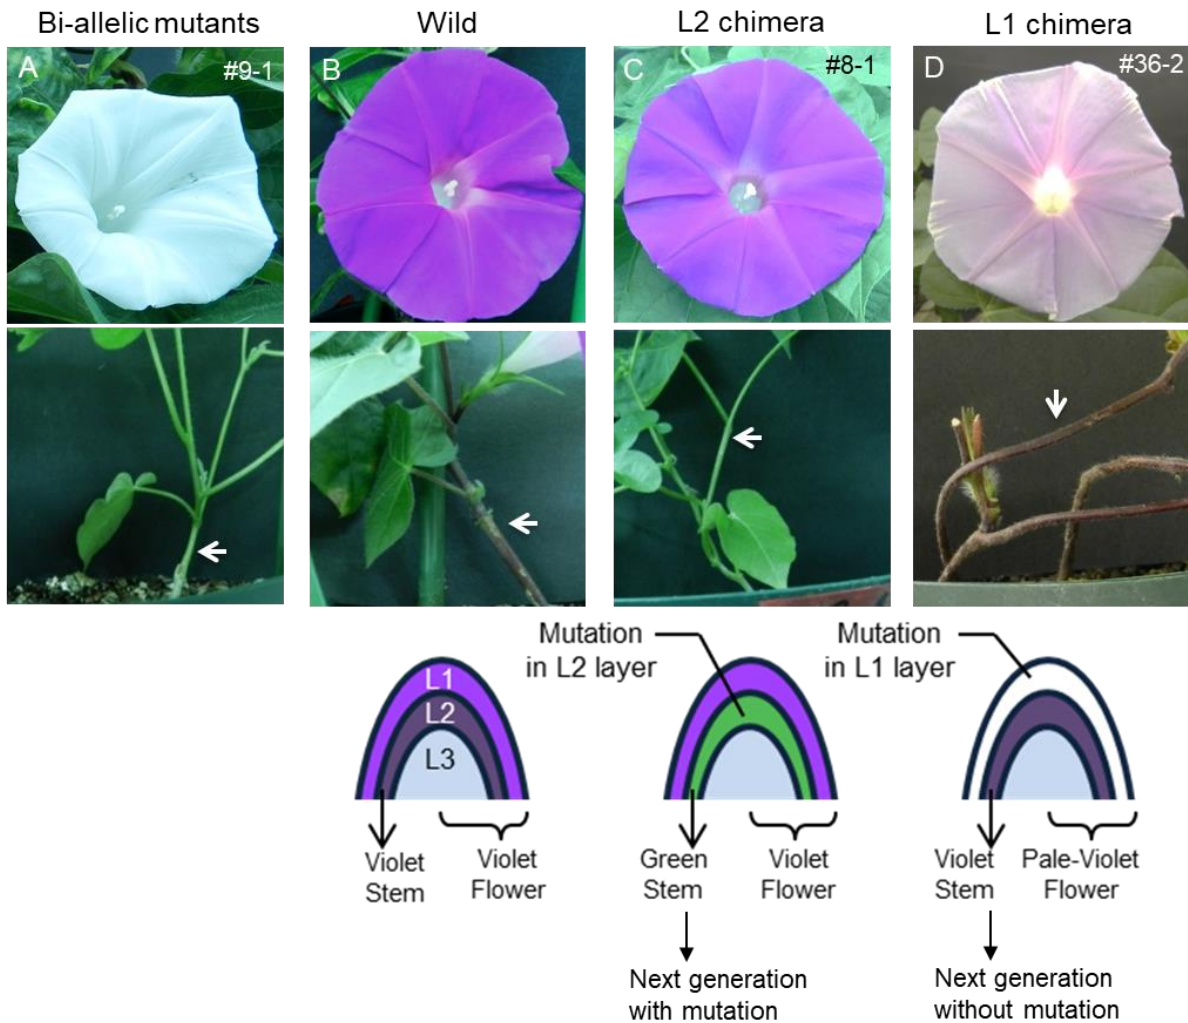 Bi-allelic mutants
Wild
L2 chimera
L1 chimera
A
#9-1
B
C
#8-1
D
#36-2
Mutation
in L2 layer
Mutation
in L1 layer
L1
L2
L3
Violet
Stem
Violet
Flower
Green
Stem
Violet
Flower
Violet
Stem
Pale-Violet
Flower
Next generation
with mutation
Next generation
without mutation